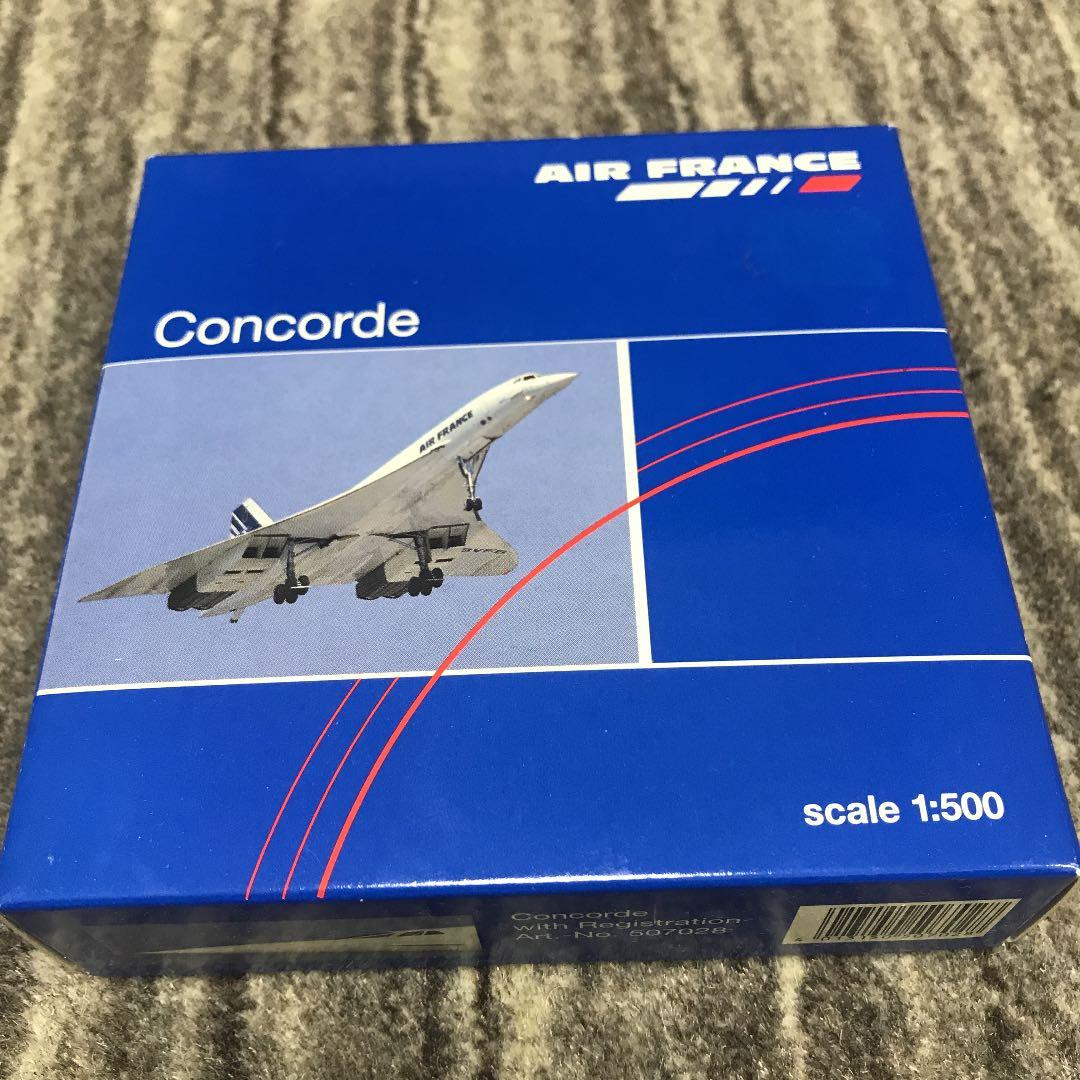 AIR FRANCE
Concorde
AIR FRANCE
scale 1:500
Concorde
with Registration
Art.-No. 507028